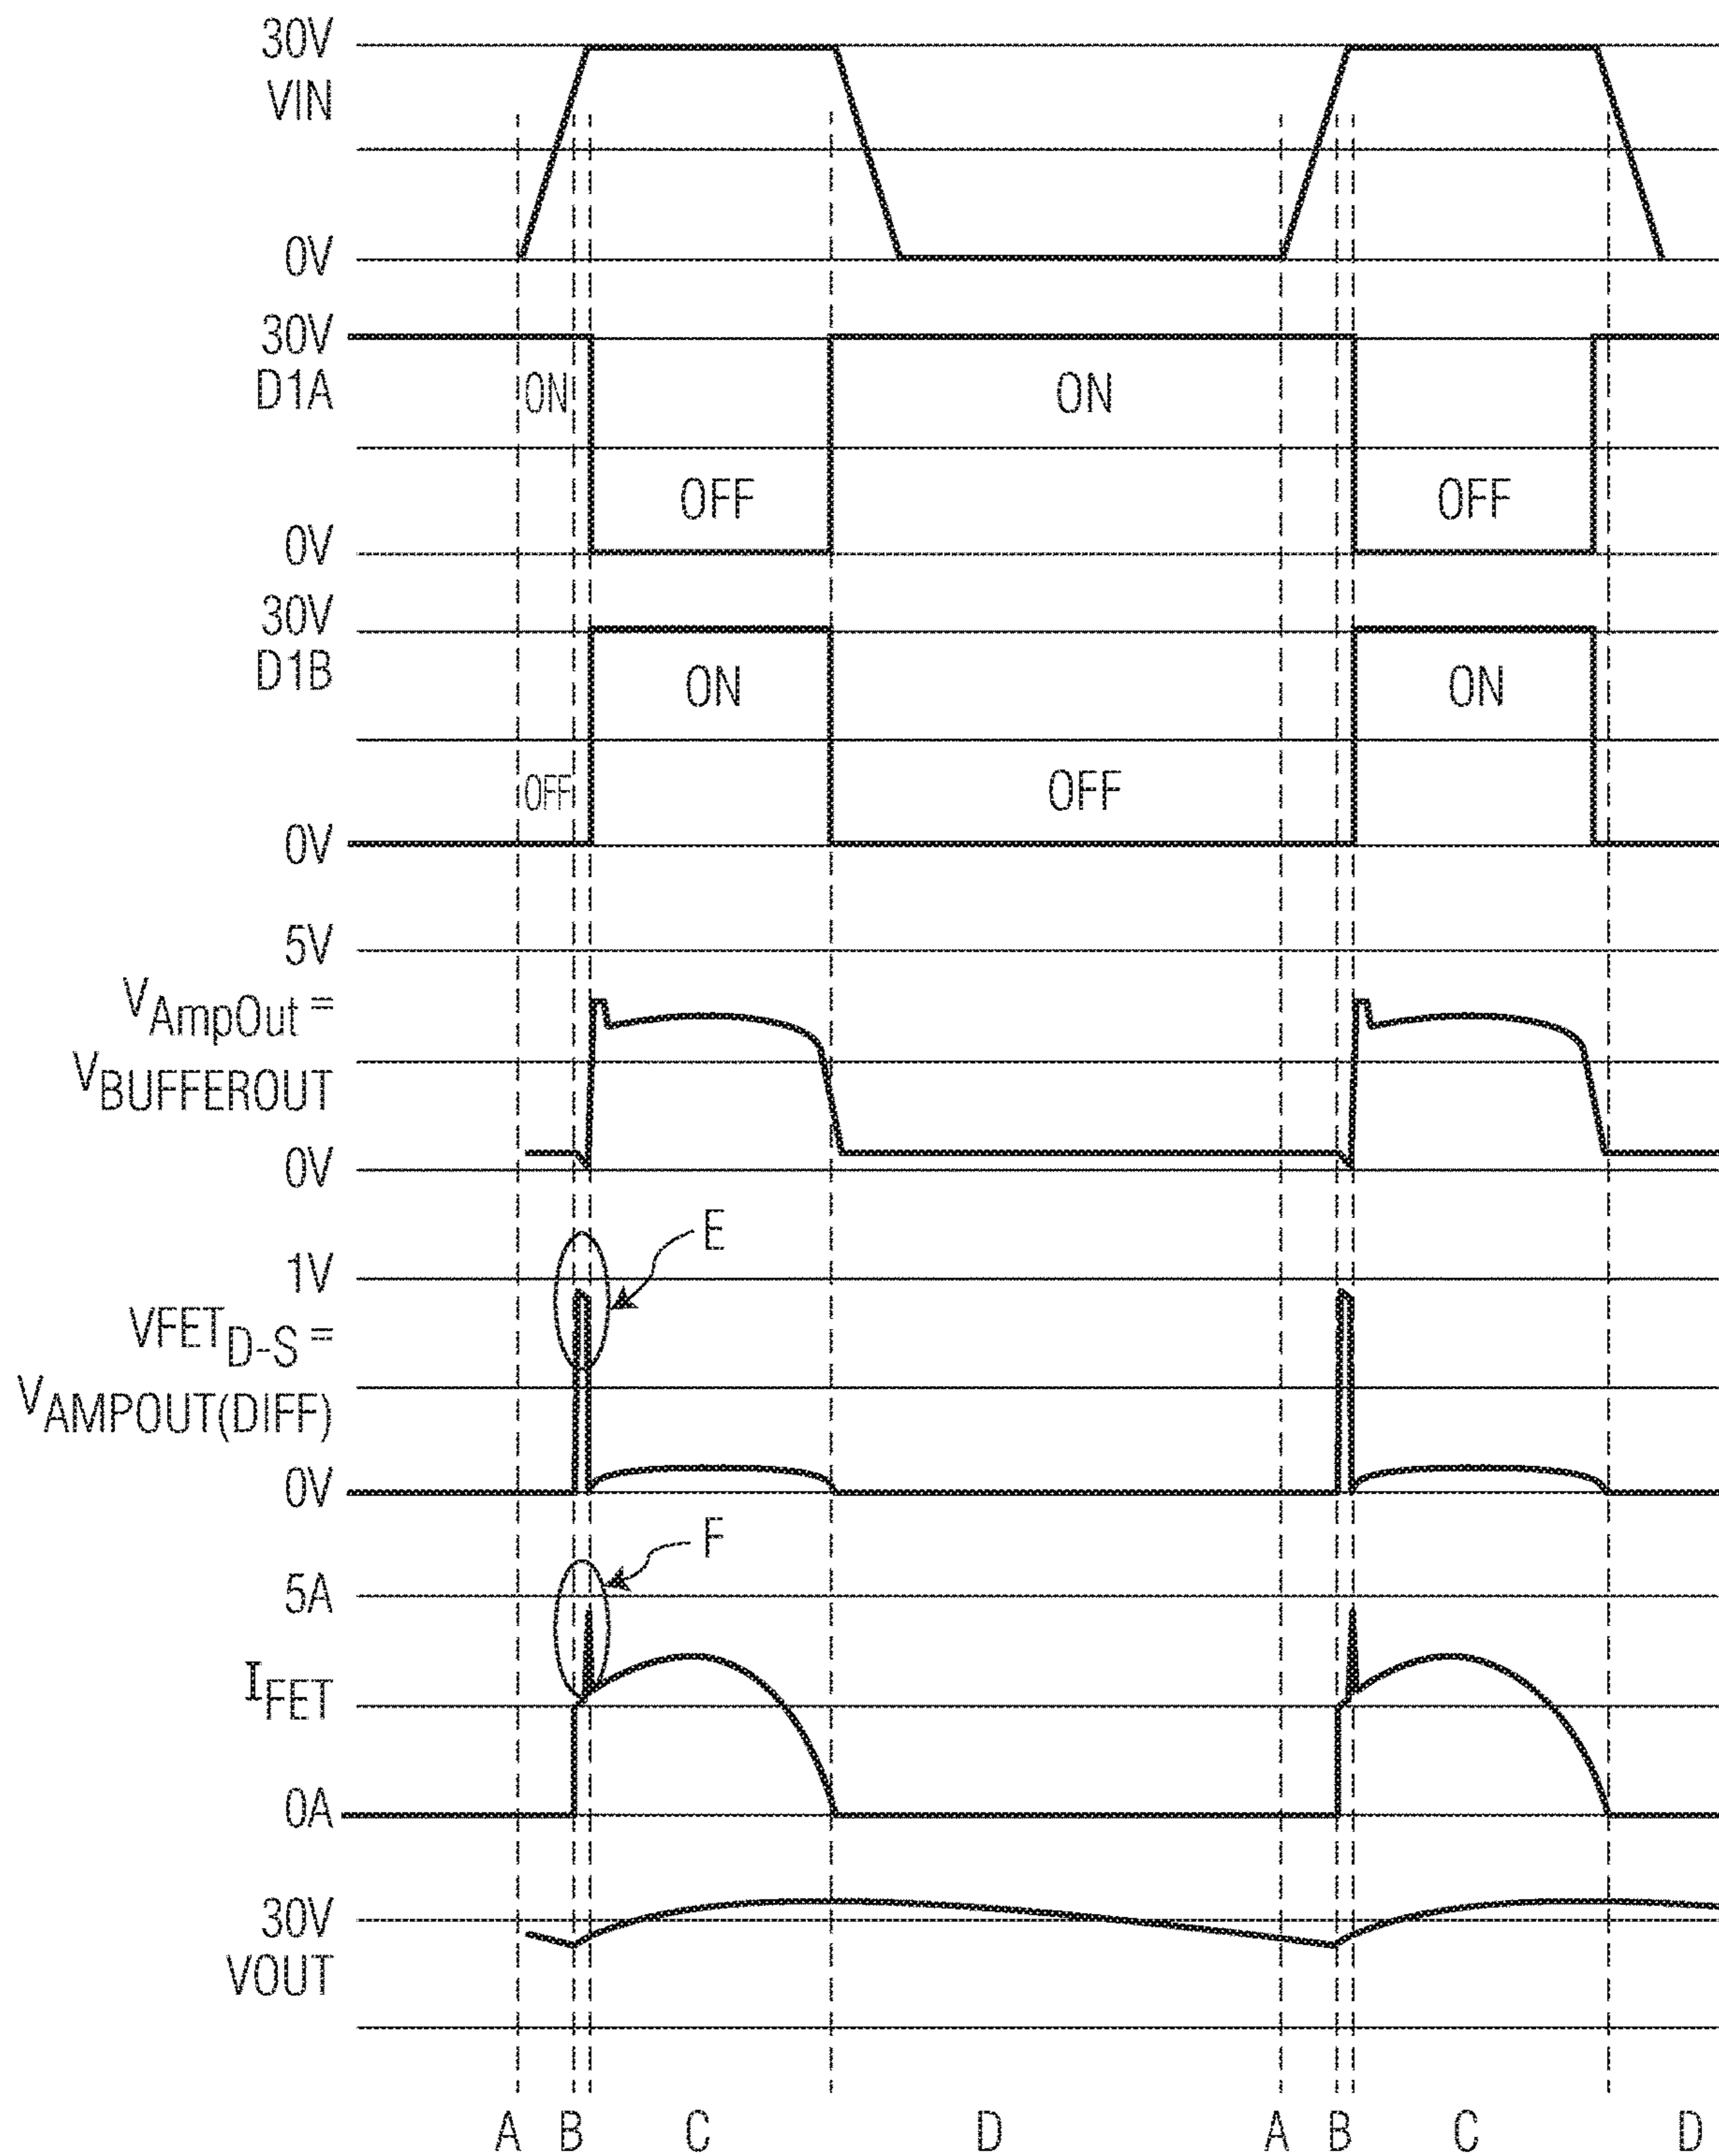 30V
VIN
0V
30V
D1A
ON
ON
OFF
OFF
0V
30V
D1B
ON
ON
OFF
OFF
0V
5V
VAmpOut =
VBUFFEROUT
0V
E
1V
VFETD-S =
VAMPOUT(DIFF)
0V
F
5A
IFET
0A
30V
VOUT
A B C D A B C D